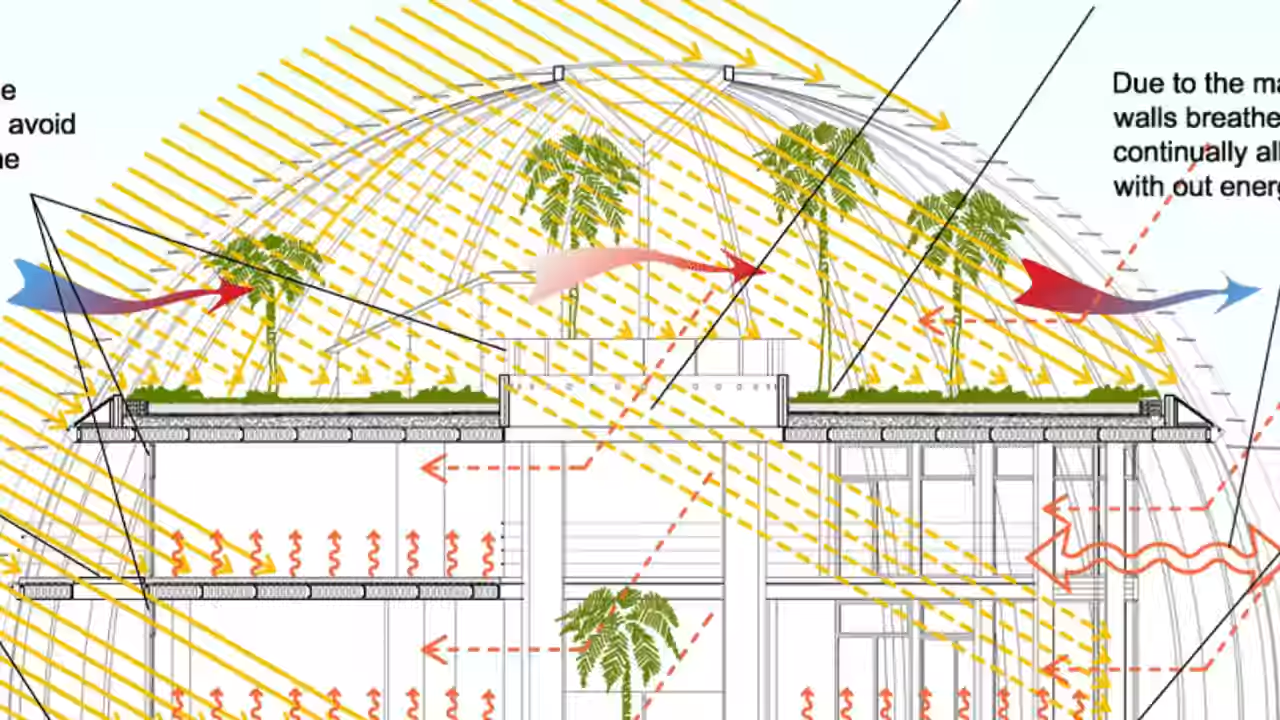 e
avoid
ne
Due to the ma
walls breathe
continually all
with out energ